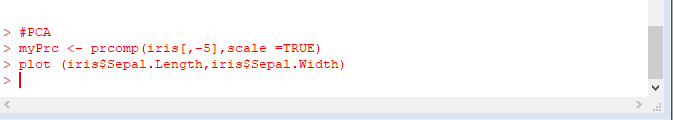 > #PCA
> myPrc <- prcomp(iris[,-5],scale =TRUE)
> plot (iris$Sepal.Length,iris$Sepal.Width)
>